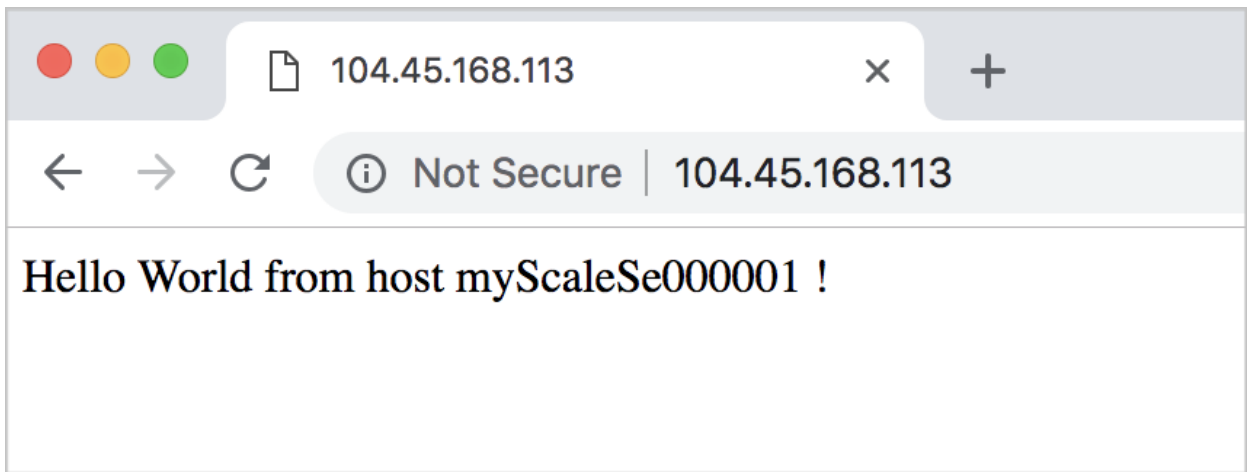 104.45.168.113
Not Secure | 104.45.168.113
Hello World from host myScaleSe000001 !